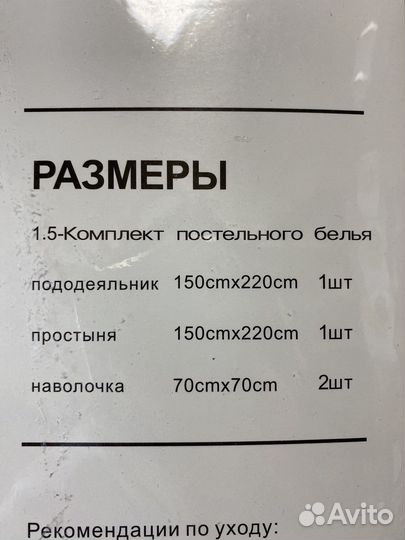 РАЗМЕРЫ
1.5-Комплект постельного белья
пододеяльник 150cmx220cm 1шт
простыня 150cmx220cm 1шт
наволочка 70cmx70cm 2шт
Рекомендации по уходу:
Avito